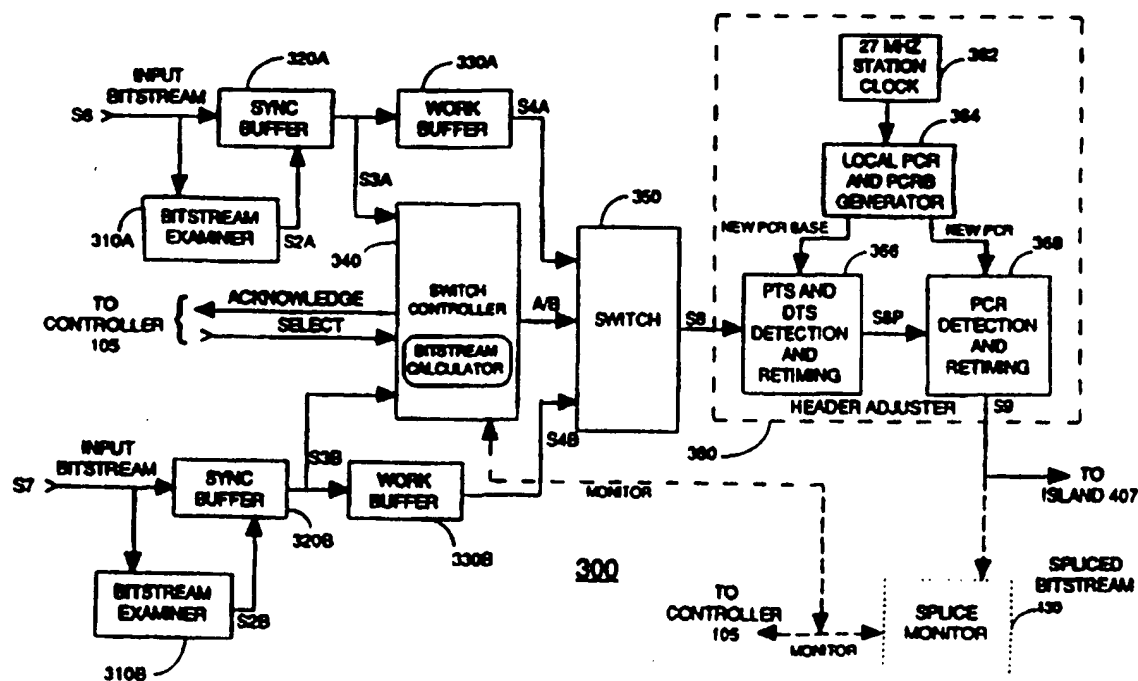 27 MHZ
STATION
CLOCK
362
364
LOCAL PCR
AND PCRB
GENERATOR
NEW PCR BASE
NEW PCR
366
368
PTS AND
DTS
DETECTION
AND
RETIMING
S8P
PCR
DETECTION
AND
RETIMING
HEADER ADJUSTER
360
S9
TO
ISLAND 407
320A
330A
INPUT
BITSTREAM
S6
SYNC
BUFFER
WORK
BUFFER
S4A
S3A
310A
BITSTREAM
EXAMINER
S2A
340
350
SWITCH
CONTROLLER
BITSTREAM
CALCULATOR
A/B
SWITCH
S8
TO
CONTROLLER
105
{
ACKNOWLEDGE
SELECT
INPUT
BITSTREAM
S7
SYNC
BUFFER
320B
S3B
WORK
BUFFER
330B
S4B
MONITOR
BITSTREAM
EXAMINER
S2B
310B
300
TO
CONTROLLER
105
MONITOR
SPLICE
MONITOR
SPLICED
BITSTREAM
430